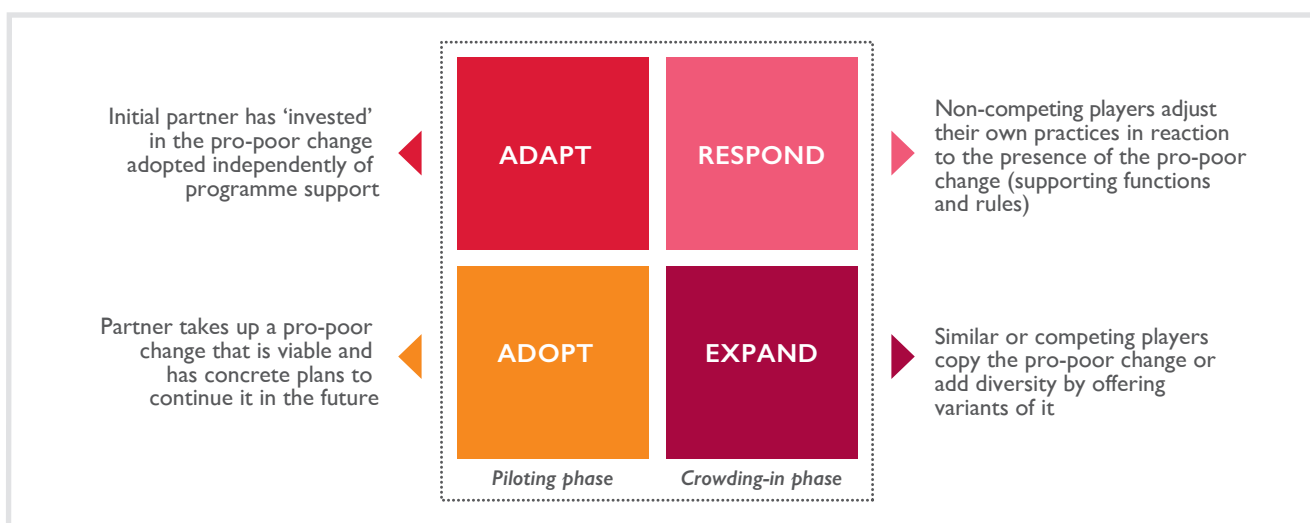 Initial partner has ‘invested’
in the pro-poor change
adopted independently of
programme support
ADAPT
RESPOND
Non-competing players adjust
their own practices in reaction
to the presence of the pro-poor
change (supporting functions
and rules)
Partner takes up a pro-poor
change that is viable and
has concrete plans to
continue it in the future
ADOPT
EXPAND
Similar or competing players
copy the pro-poor change or
add diversity by offering
variants of it
Piloting phase
Crowding-in phase